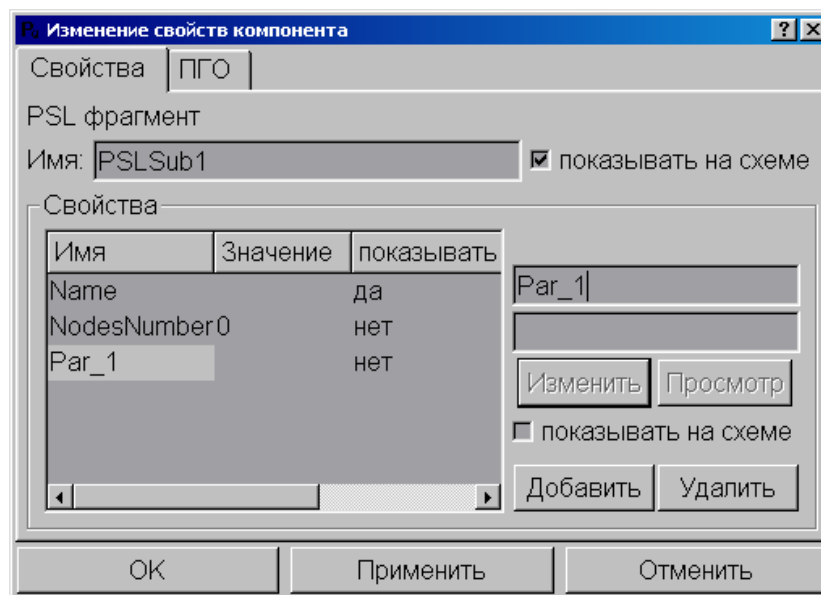 Изменение свойств компонента
Свойства ПГО
PSL фрагмент
Имя: PSLSub1 показывать на схеме
Свойства
Имя Значение показывать
Name да
NodesNumber 0 нет
Par_1 нет
Par_1
Изменить Просмотр
показывать на схеме
Добавить Удалить
OK Применить Отменить